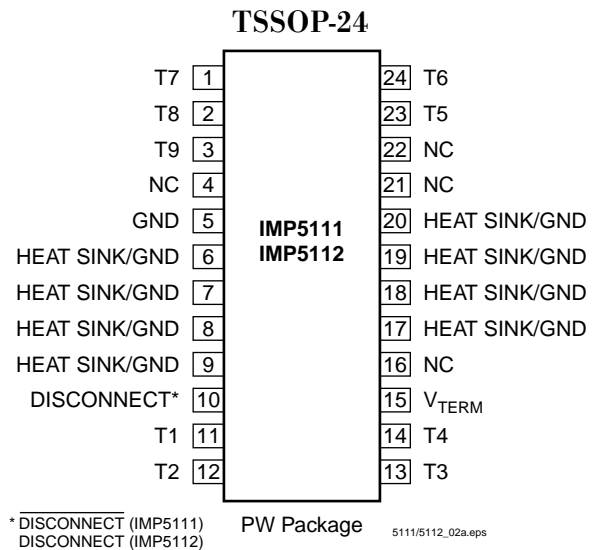 TSSOP-24
T7 1 24 T6
T8 2 23 T5
T9 3 22 NC
NC 4 21 NC
GND 5 20 HEAT SINK/GND
IMP5111
IMP5112
HEAT SINK/GND 6 19 HEAT SINK/GND
HEAT SINK/GND 7 18 HEAT SINK/GND
HEAT SINK/GND 8 17 HEAT SINK/GND
HEAT SINK/GND 9 16 NC
DISCONNECT* 10 15 VTERM
T1 11 14 T4
T2 12 13 T3
* DISCONNECT (IMP5111)
DISCONNECT (IMP5112)
PW Package
5111/5112_02a.eps